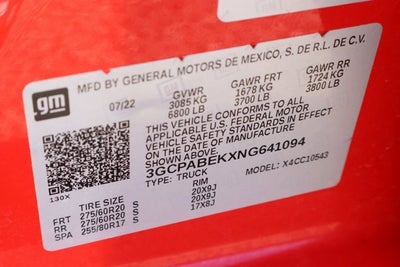 gm
MFD BY GENERAL MOTORS DE MEXICO, S. DE R.L. DE C.V.
07/22 GVWR GAWR FRT GAWR RR
3085 KG 1678 KG 1724 KG
6800 LB 3700 LB 3800 LB
THIS VEHICLE CONFORMS TO ALL
APPLICABLE U.S. FEDERAL MOTOR
VEHICLE SAFETY STANDARDS IN EFFECT
ON THE DATE OF MANUFACTURE
SHOWN ABOVE.
3GCPABEKXNG641094
130X TYPE: TRUCK MODEL: X4CC10543
TIRE SIZE RIM
FRT 275/60R20 S 20X9J
RR 275/60R20 S 20X9J
SPA 255/80R17 S 17X8J